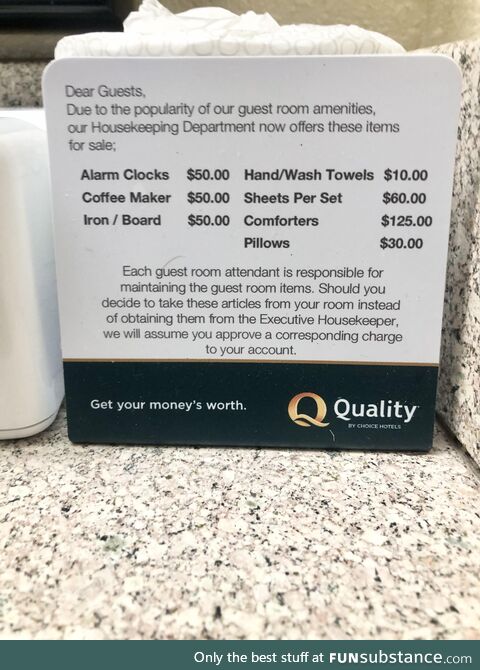 Dear Guests,
Due to the popularity of our guest room amenities,
our Housekeeping Department now offers these items
for sale;
Alarm Clocks $50.00 Hand/Wash Towels $10.00
Coffee Maker $50.00 Sheets Per Set $60.00
Iron / Board $50.00 Comforters $125.00
Pillows $30.00
Each guest room attendant is responsible for
maintaining the guest room items. Should you
decide to take these articles from your room instead
of obtaining them from the Executive Housekeeper,
we will assume you approve a corresponding charge
to your account.
Get your money's worth.
Quality
BY CHOICE HOTELS
Only the best stuff at FUNsubstance.com